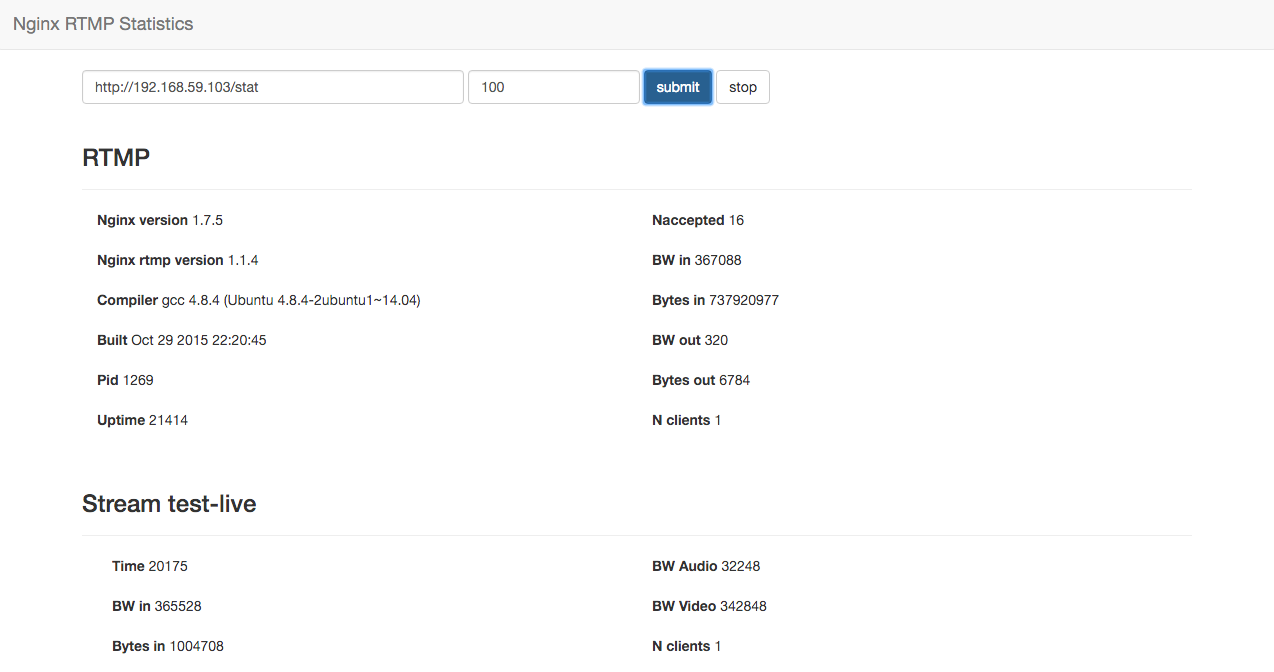 Nginx RTMP Statistics
http://192.168.59.103/stat 100 submit stop
RTMP
Nginx version 1.7.5
Nginx rtmp version 1.1.4
Compiler gcc 4.8.4 (Ubuntu 4.8.4-2ubuntu1~14.04)
Built Oct 29 2015 22:20:45
Pid 1269
Uptime 21414
Naccepted 16
BW in 367088
Bytes in 737920977
BW out 320
Bytes out 6784
N clients 1
Stream test-live
Time 20175
BW in 365528
Bytes in 1004708
BW Audio 32248
BW Video 342848
N clients 1